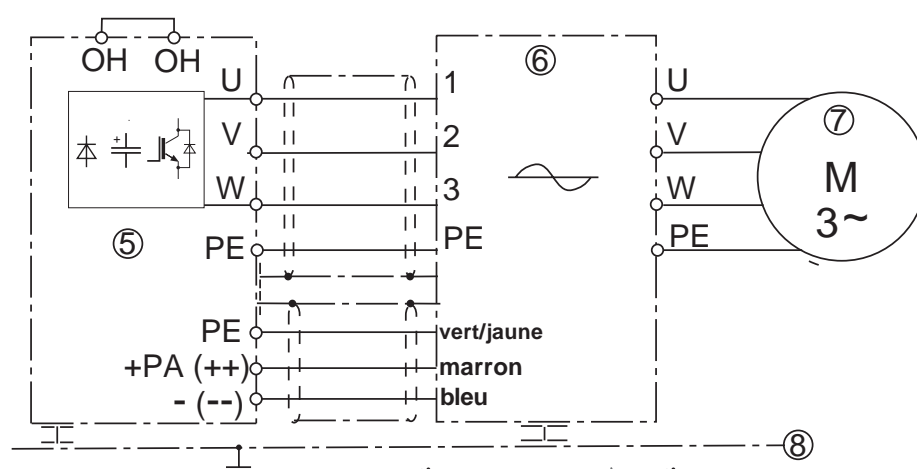 OH OH
U 1 ⑥ U
⑦
V 2 V
M
W 3 W
3~
⑤ PE PE PE
PE vert/jaune
+PA (++) marron
- (--) bleu
⑧